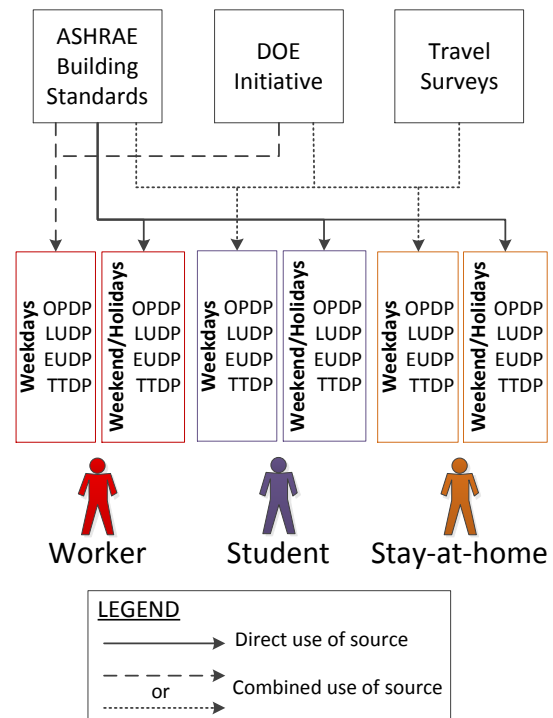 ASHRAE
Building
Standards
DOE
Initiative
Travel
Surveys
Weekdays
OPDP
LUDP
EUDP
TTDP
Weekend/Holidays
OPDP
LUDP
EUDP
TTDP
Weekdays
OPDP
LUDP
EUDP
TTDP
Weekend/Holidays
OPDP
LUDP
EUDP
TTDP
Weekdays
OPDP
LUDP
EUDP
TTDP
Weekend/Holidays
OPDP
LUDP
EUDP
TTDP
Worker
Student
Stay-at-home
LEGEND
Direct use of source
or
Combined use of source